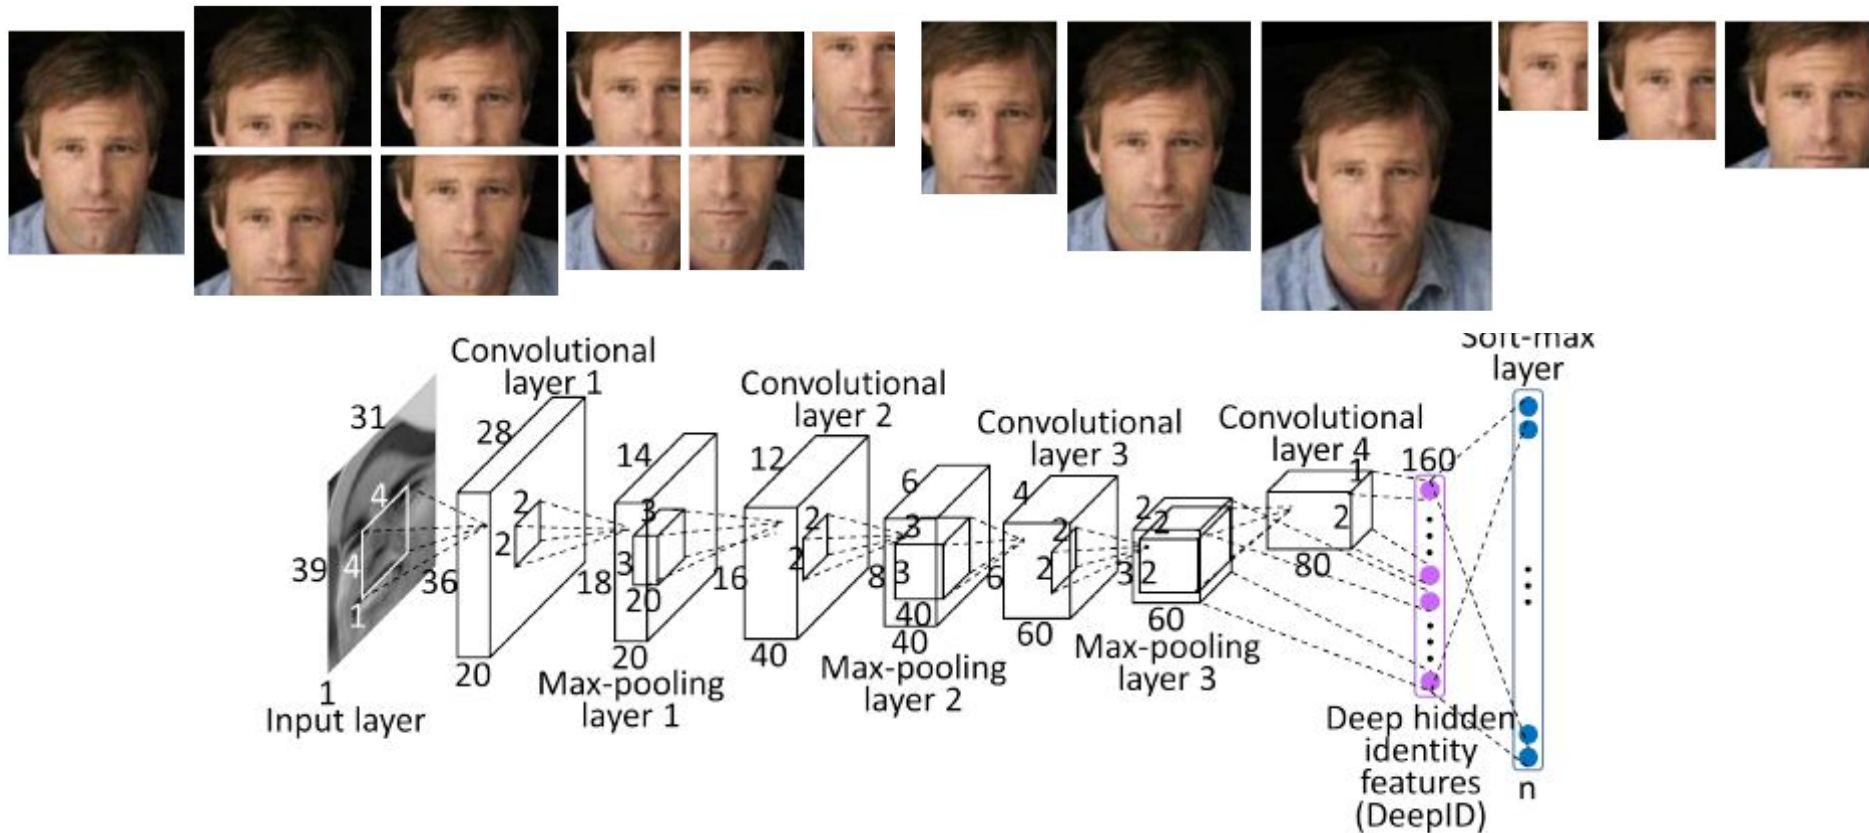 Soft-max
layer
Convolutional
layer 1
Convolutional
layer 2
Convolutional
layer 3
Convolutional
layer 4
31
28
14
12
6
4
1
160
4
4
1
2
2
3
3
20
2
2
3
3
40
2
2
2
2
2
2
39
36
18
16
8
6
3
80
20
20
40
40
60
60
1
Input layer
Max-pooling
layer 1
Max-pooling
layer 2
Max-pooling
layer 3
Deep hidden
identity
features
(DeepID)
n